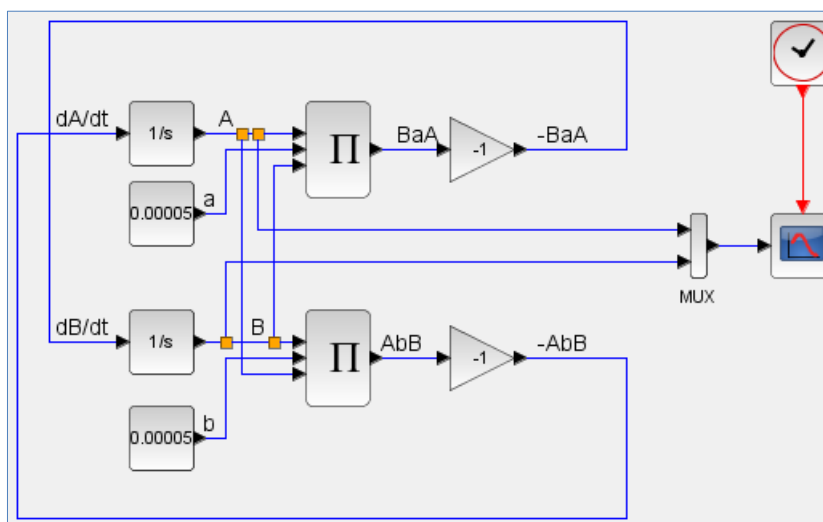 dA/dt
1/s
A
∏
BaA
-1
-BaA
0.00005
a
MUX
dB/dt
1/s
B
∏
AbB
-1
-AbB
0.00005
b